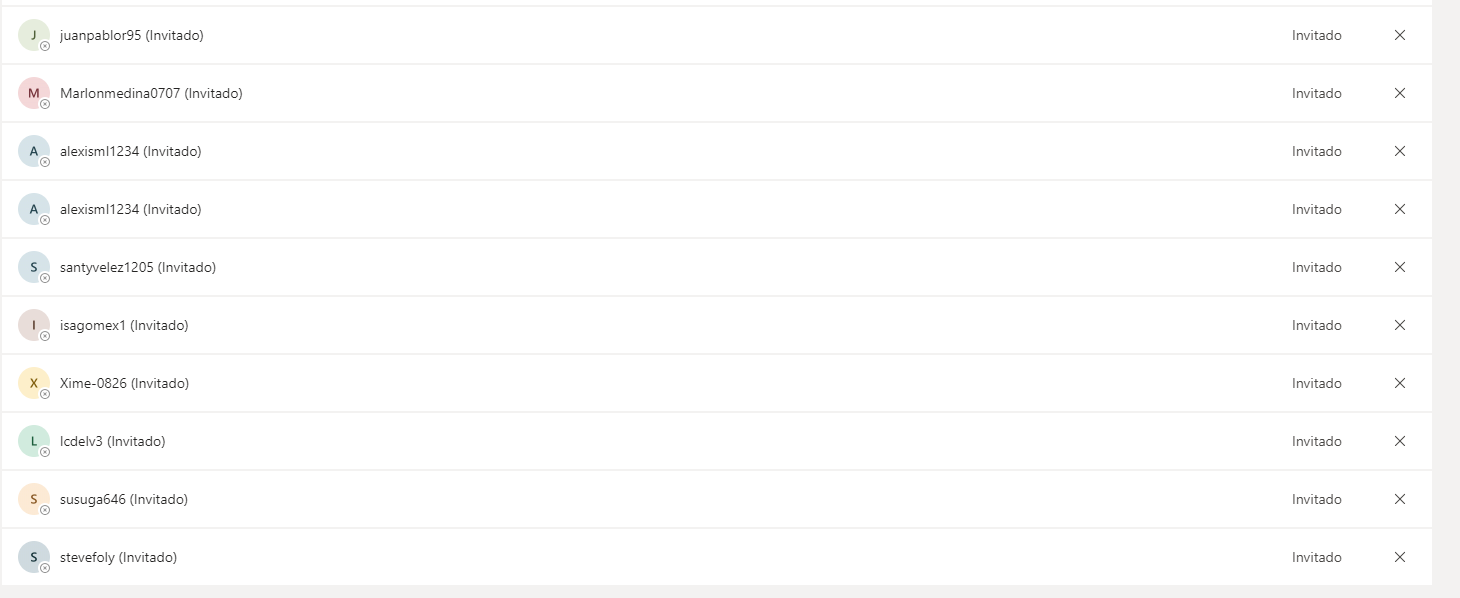 J juanpablor95 (Invitado) Invitado
M Marlonmedina0707 (Invitado) Invitado
A alexisml1234 (Invitado) Invitado
A alexisml1234 (Invitado) Invitado
S santyvelez1205 (Invitado) Invitado
I isagomex1 (Invitado) Invitado
X Xime-0826 (Invitado) Invitado
L lcdelv3 (Invitado) Invitado
S susuga646 (Invitado) Invitado
S stevefoly (Invitado) Invitado